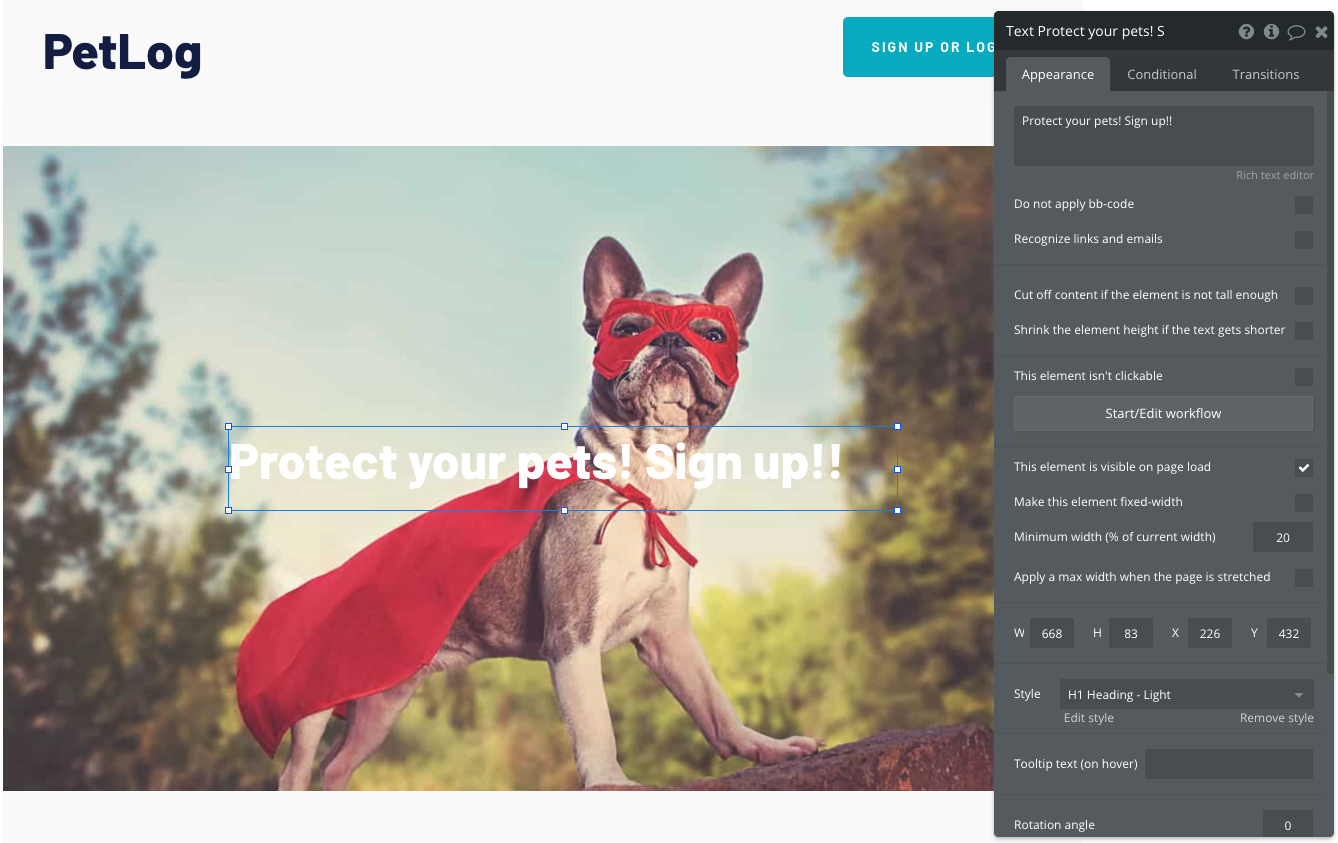 PetLog
SIGN UP OR LOG
Protect your pets! Sign up!!
Text Protect your pets! S
Appearance Conditional Transitions
Protect your pets! Sign up!!
Rich text editor
Do not apply bb-code
Recognize links and emails
Cut off content if the element is not tall enough
Shrink the element height if the text gets shorter
This element isn't clickable
Start/Edit workflow
This element is visible on page load
Make this element fixed-width
Minimum width (% of current width) 20
Apply a max width when the page is stretched
W 668 H 83 X 226 Y 432
Style H1 Heading - Light
Edit style Remove style
Tooltip text (on hover)
Rotation angle 0